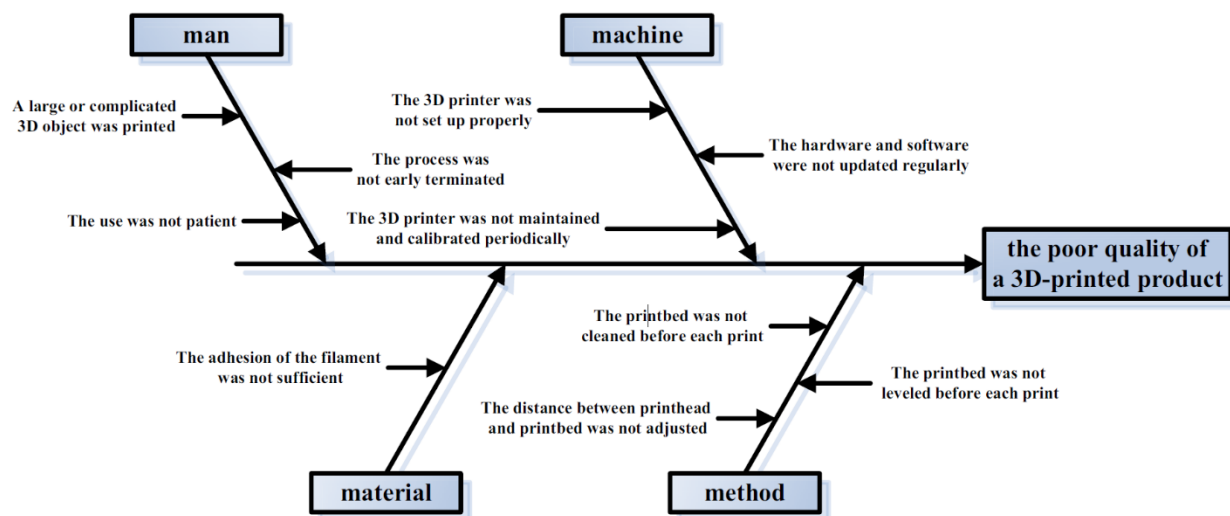 man
machine
A large or complicated
3D object was printed
The process was
not early terminated
The use was not patient
The 3D printer was
not set up properly
The hardware and software
were not updated regularly
The 3D printer was not maintained
and calibrated periodically
the poor quality of
a 3D-printed product
The adhesion of the filament
was not sufficient
The printbed was not
cleaned before each print
The printbed was not
leveled before each print
The distance between printhead
and printbed was not adjusted
material
method